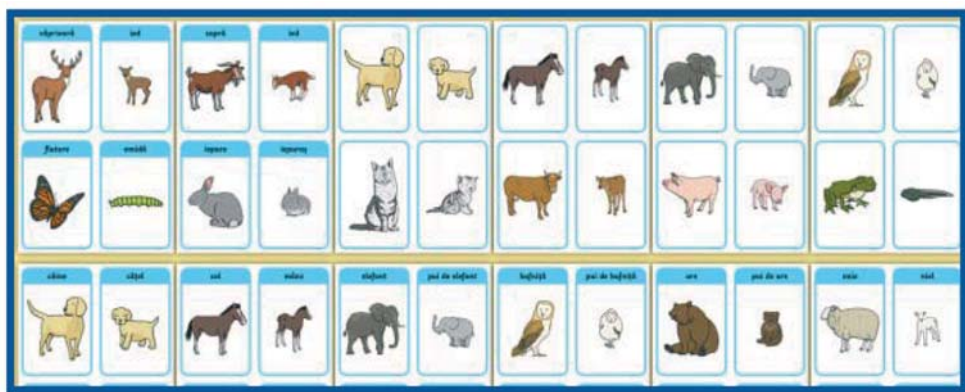 căprioară ied capră iedă
fluture omidă iepure iepuraș
câine cățel cal mânz elefant pui de elefant bufniță pui de bufniță urs pui de urs oaie miel